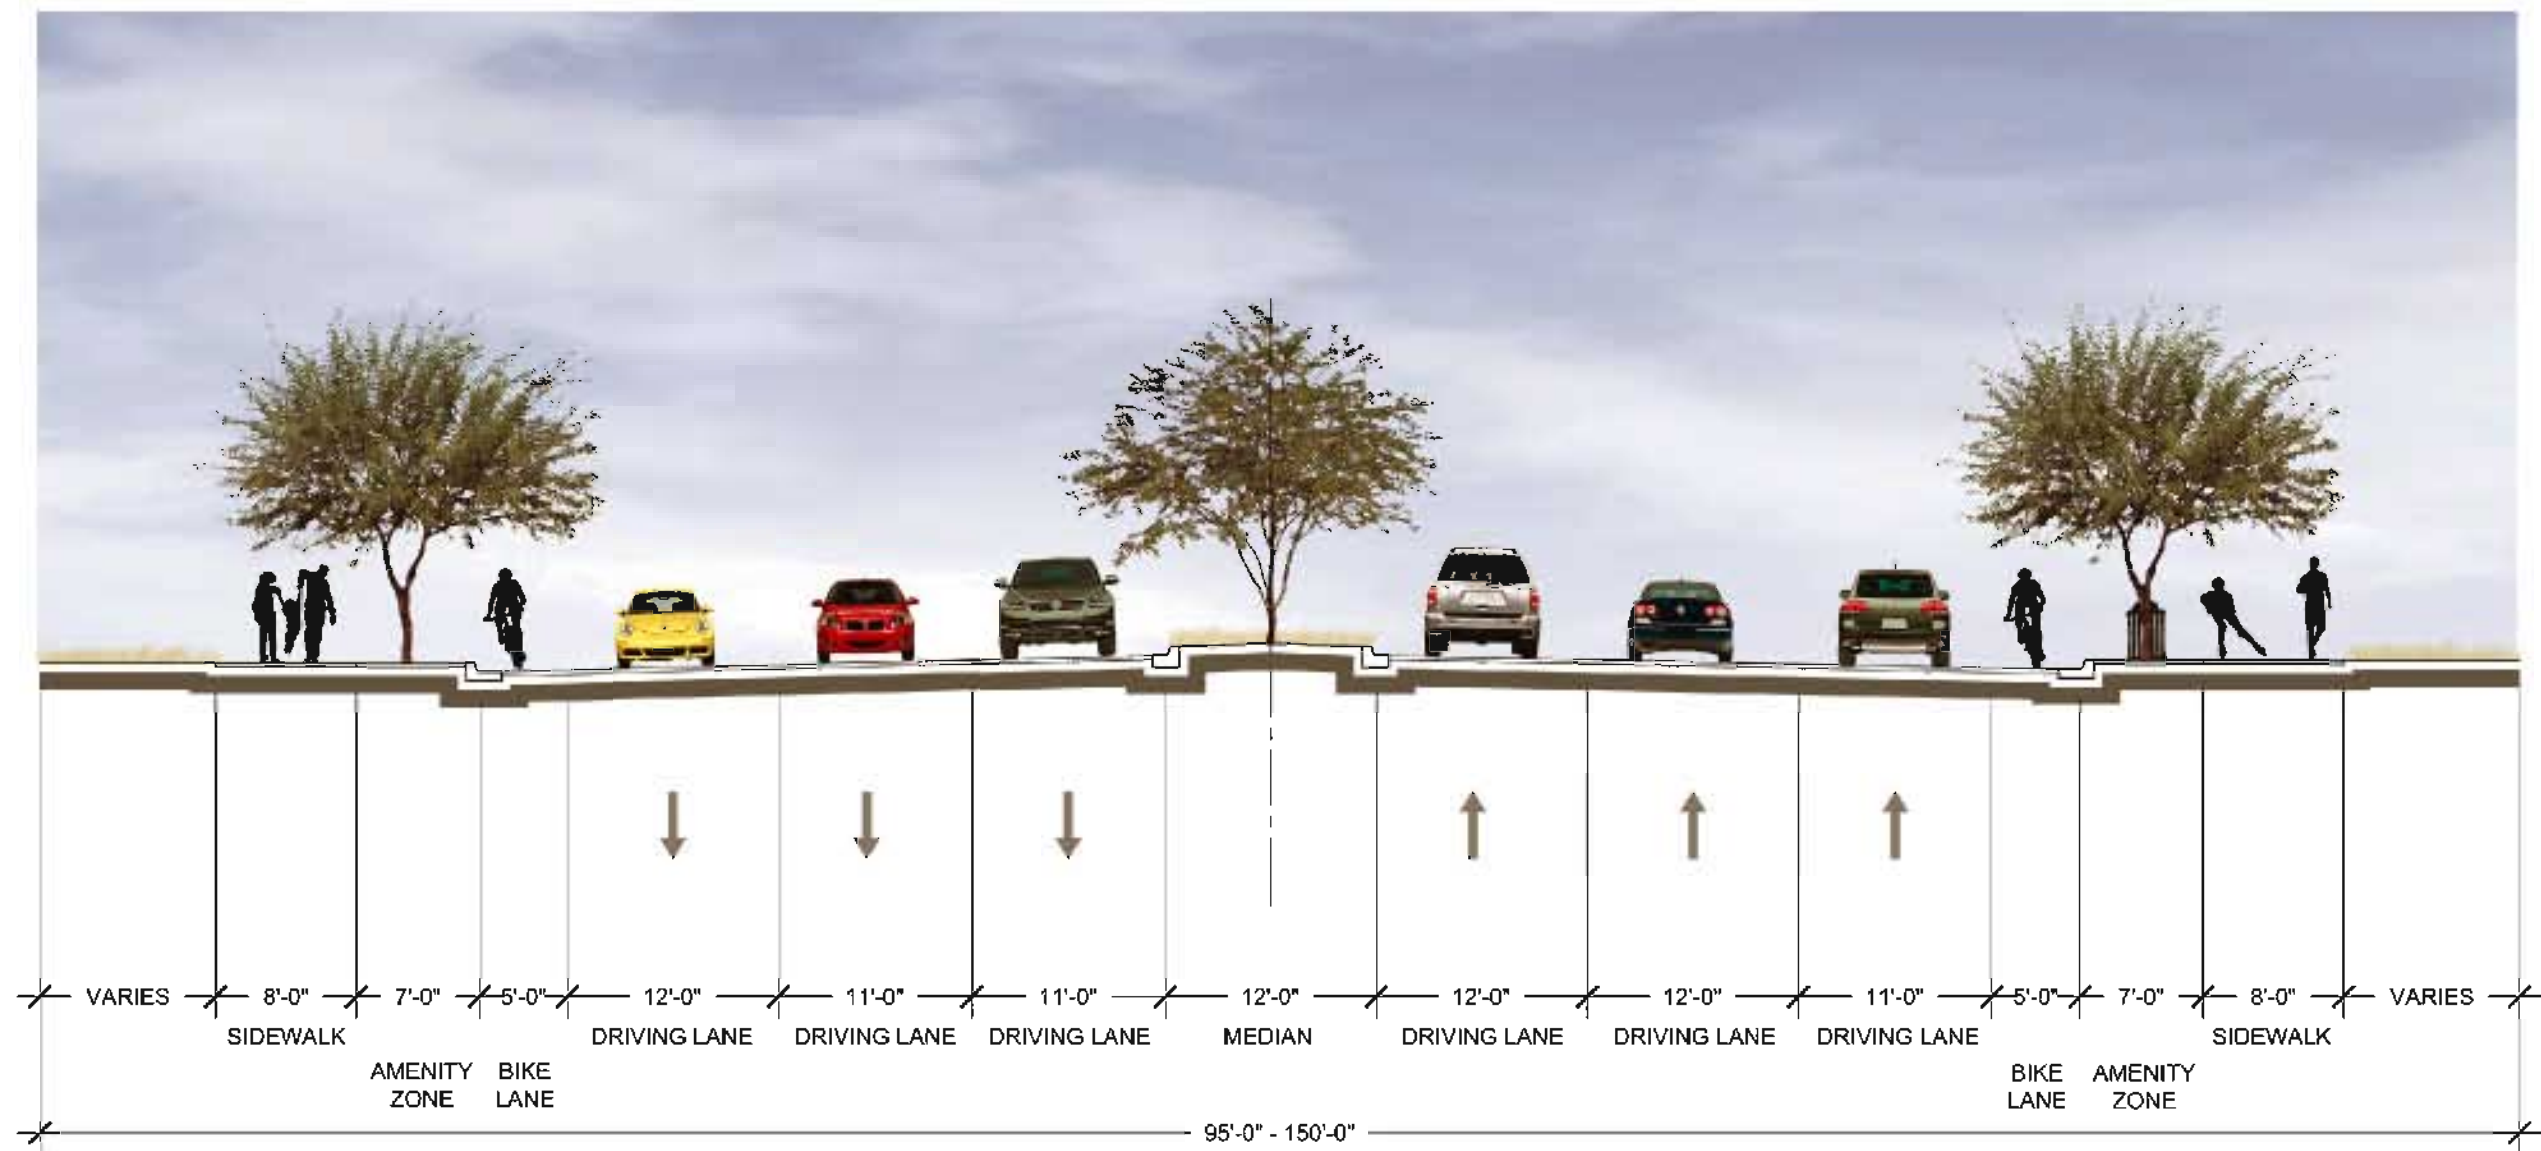 VARIES 8'-0" 7'-0" 5'-0" 12'-0" 11'-0" 11'-0" 12'-0" 12'-0" 12'-0" 11'-0" 5'-0" 7'-0" 8'-0" VARIES
SIDEWALK DRIVING LANE DRIVING LANE DRIVING LANE MEDIAN DRIVING LANE DRIVING LANE DRIVING LANE SIDEWALK
AMENITY BIKE BIKE AMENITY
ZONE LANE LANE ZONE
95'-0" - 150'-0"